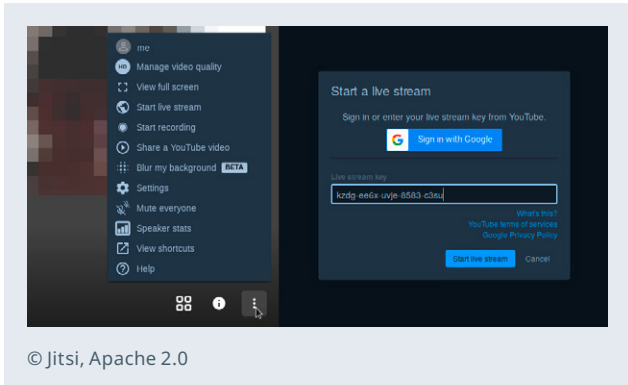 me
HD Manage video quality
View full screen
Start live stream
Start recording
Share a YouTube video
Blur my background BETA
Settings
Mute everyone
Speaker stats
View shortcuts
Help
Start a live stream
Sign in or enter your live stream key from YouTube.
G Sign in with Google
Live stream key
kzdg-ee6x-uvje-8583-c3su
What's this?
YouTube terms of services
Google Privacy Policy
Start live stream Cancel
© Jitsi, Apache 2.0